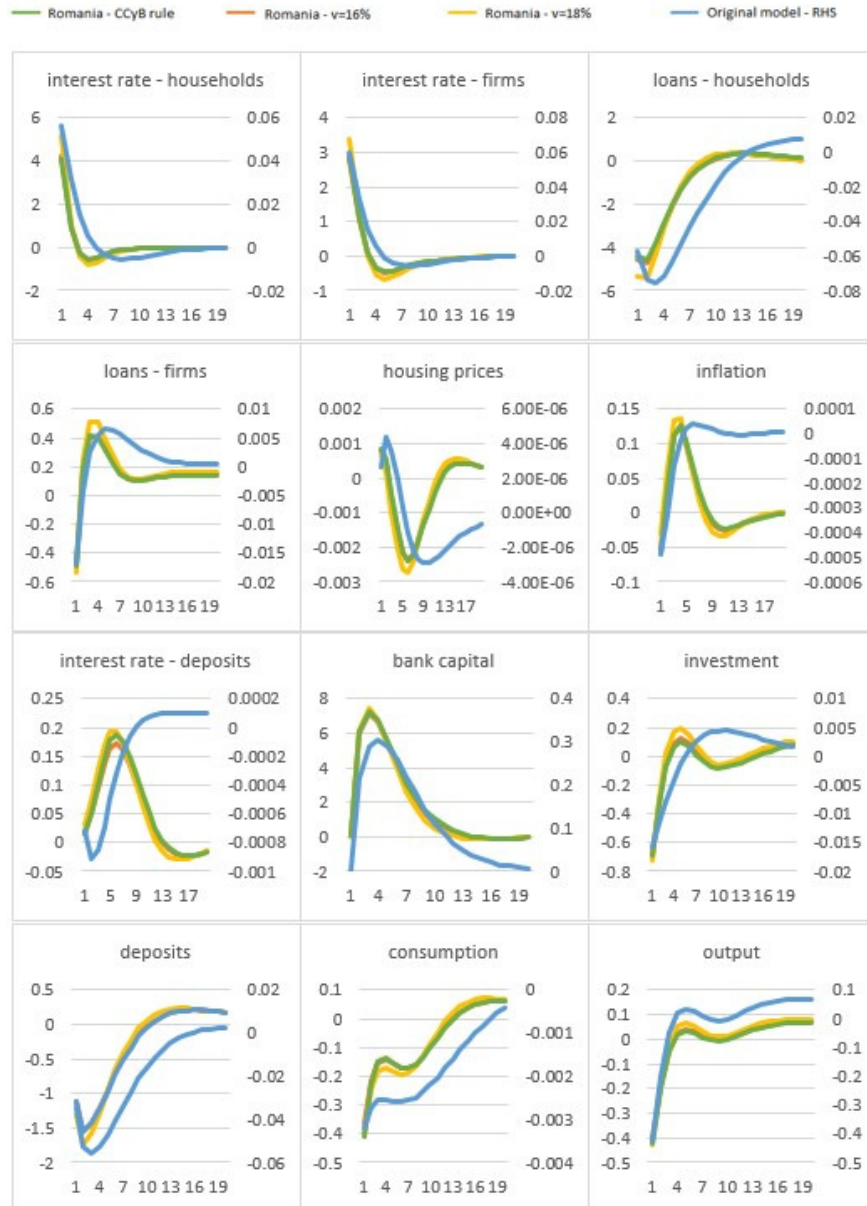 Romania - CCyB rule Romania - v=16% Romania - v=18% Original model - RHS
interest rate - households
6 4 2 0 -2
0.06 0.04 0.02 0 -0.02
1 4 7 10 13 16 19
interest rate - firms
4 3 2 1 0 -1
0.08 0.06 0.04 0.02 0 -0.02
1 4 7 10 13 16 19
loans - households
2 0 -2 -4 -6
0.02 0 -0.02 -0.04 -0.06 -0.08
1 4 7 10 13 16 19
loans - firms
0.6 0.4 0.2 0 -0.2 -0.4 -0.6
0.01 0.005 0 -0.005 -0.01 -0.015 -0.02
1 4 7 10 13 16 19
housing prices
0.002 0.001 0 -0.001 -0.002 -0.003
6.00E-06 4.00E-06 2.00E-06 0.00E+00 -2.00E-06 -4.00E-06
1 5 9 13 17
inflation
0.15 0.1 0.05 0 -0.05 -0.1
0.0001 0 -0.0001 -0.0002 -0.0003 -0.0004 -0.0005 -0.0006
1 5 9 13 17
interest rate - deposits
0.25 0.2 0.15 0.1 0.05 0 -0.05
0.0002 0 -0.0002 -0.0004 -0.0006 -0.0008 -0.001
1 5 9 13 17
bank capital
8 6 4 2 0 -2
0.4 0.3 0.2 0.1 0
1 4 7 10 13 16 19
investment
0.4 0.2 0 -0.2 -0.4 -0.6 -0.8
0.01 0.005 0 -0.005 -0.01 -0.015 -0.02
1 4 7 10 13 16 19
deposits
0.5 0 -0.5 -1 -1.5 -2
0.02 0 -0.02 -0.04 -0.06
1 4 7 10 13 16 19
consumption
0.1 0 -0.1 -0.2 -0.3 -0.4 -0.5
0 -0.001 -0.002 -0.003 -0.004
1 4 7 10 13 16 19
output
0.2 0.1 0 -0.1 -0.2 -0.3 -0.4 -0.5
0.1 0 -0.1 -0.2 -0.3 -0.4 -0.5
1 4 7 10 13 16 19